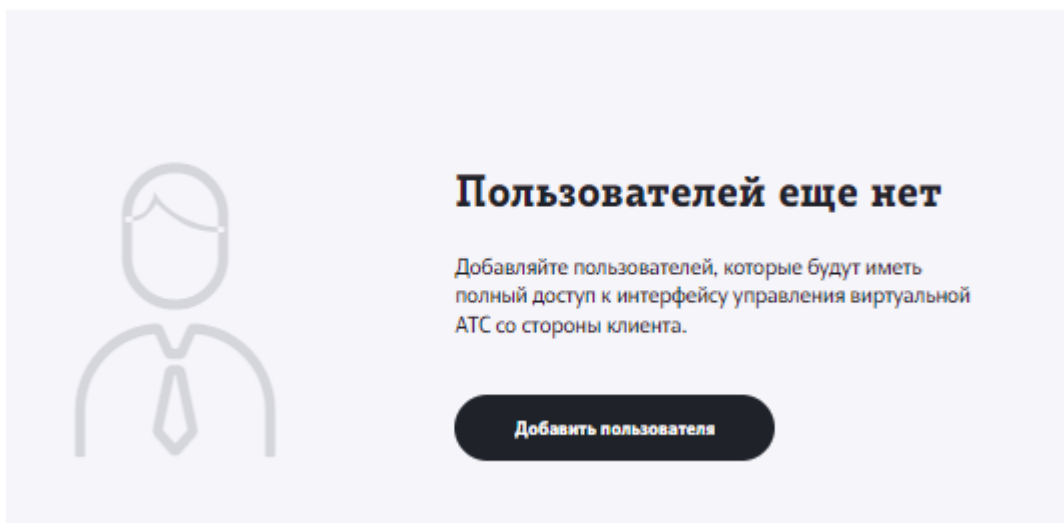 Пользователей еще нет
Добавляйте пользователей, которые будут иметь
полный доступ к интерфейсу управления виртуальной
АТС со стороны клиента.
Добавить пользователя